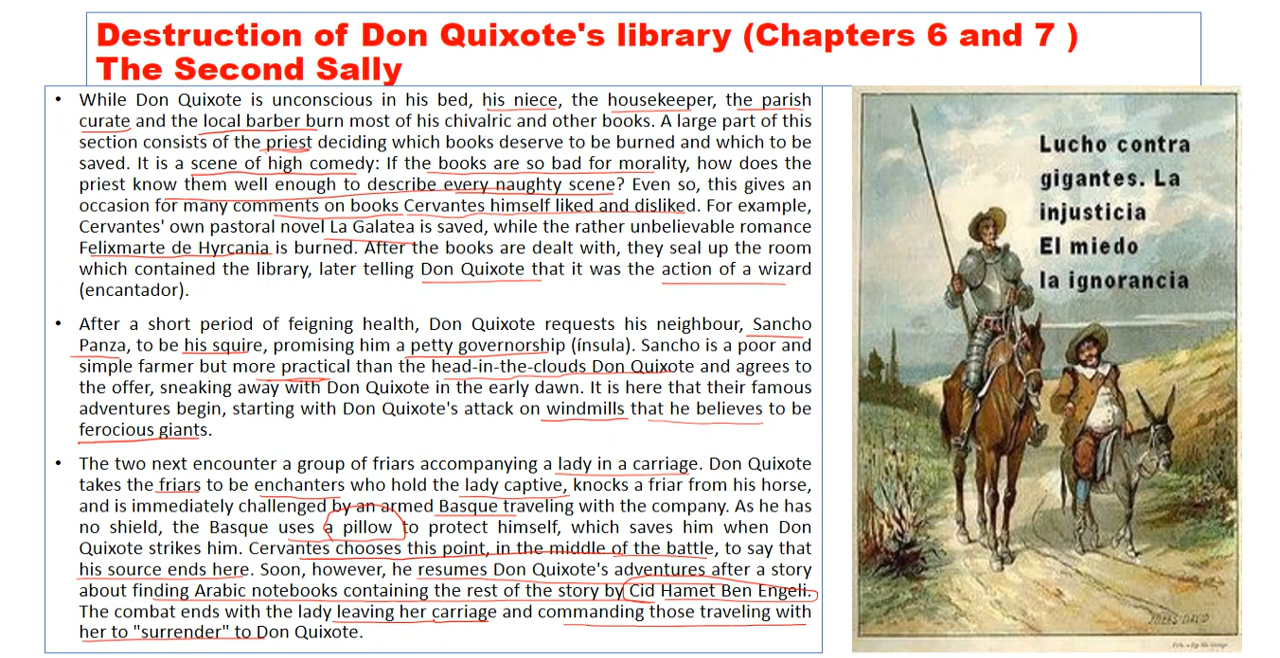 Destruction of Don Quixote's library (Chapters 6 and 7 )
The Second Sally
• While Don Quixote is unconscious in his bed, his niece, the housekeeper, the parish
curate and the local barber burn most of his chivalric and other books. A large part of this
section consists of the priest deciding which books deserve to be burned and which to be
saved. It is a scene of high comedy: If the books are so bad for morality, how does the
priest know them well enough to describe every naughty scene? Even so, this gives an
occasion for many comments on books Cervantes himself liked and disliked. For example,
Cervantes' own pastoral novel La Galatea is saved, while the rather unbelievable romance
Felixmarte de Hyrcania is burned. After the books are dealt with, they seal up the room
which contained the library, later telling Don Quixote that it was the action of a wizard
(encantador).
• After a short period of feigning health, Don Quixote requests his neighbour, Sancho
Panza, to be his squire, promising him a petty governorship (ínsula). Sancho is a poor and
simple farmer but more practical than the head-in-the-clouds Don Quixote and agrees to
the offer, sneaking away with Don Quixote in the early dawn. It is here that their famous
adventures begin, starting with Don Quixote's attack on windmills that he believes to be
ferocious giants.
• The two next encounter a group of friars accompanying a lady in a carriage. Don Quixote
takes the friars to be enchanters who hold the lady captive, knocks a friar from his horse,
and is immediately challenged by an armed Basque traveling with the company. As he has
no shield, the Basque uses a pillow to protect himself, which saves him when Don
Quixote strikes him. Cervantes chooses this point, in the middle of the battle, to say that
his source ends here. Soon, however, he resumes Don Quixote's adventures after a story
about finding Arabic notebooks containing the rest of the story by Cid Hamet Ben Engeli.
The combat ends with the lady leaving her carriage and commanding those traveling with
her to "surrender" to Don Quixote.
Lucho contra
gigantes. La
injusticia
El miedo
la ignorancia
JULES DAVID